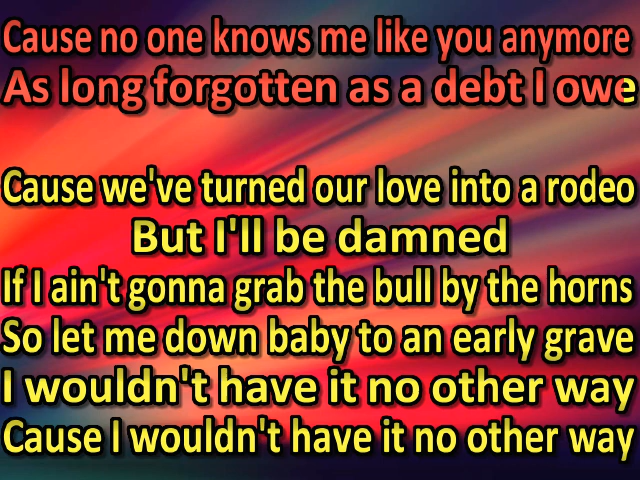 Cause no one knows me like you anymore
As long forgotten as a debt I owe
Cause we've turned our love into a rodeo
But I'll be damned
If I ain't gonna grab the bull by the horns
So let me down baby to an early grave
I wouldn't have it no other way
Cause I wouldn't have it no other way